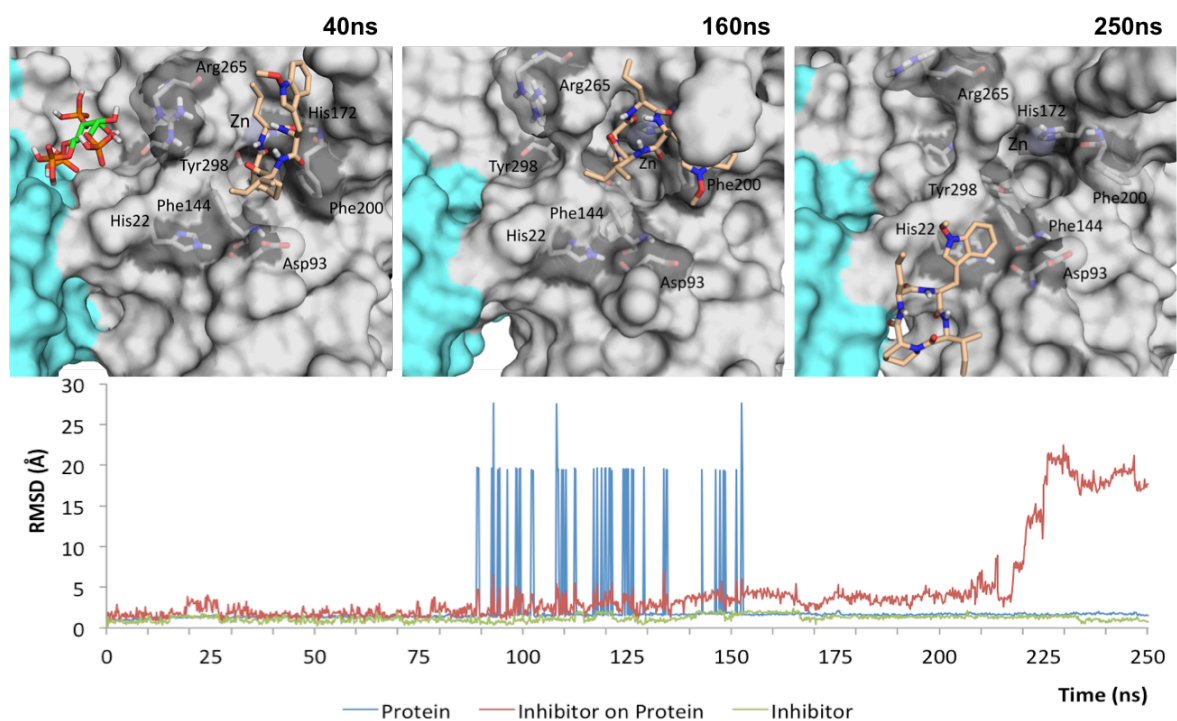 40ns 160ns 250ns
Arg265
Zn
His172
Tyr298
Phe144
His22
Phe200
Asp93
Arg265
Tyr298
Zn
Phe200
Phe144
His22
Asp93
Arg265
His172
Zn
Tyr298
Phe200
His22
Phe144
Asp93
30
25
20
15
10
5
0
RMSD (Å)
0 25 50 75 100 125 150 175 200 225 250
Time (ns)
Protein Inhibitor on Protein Inhibitor